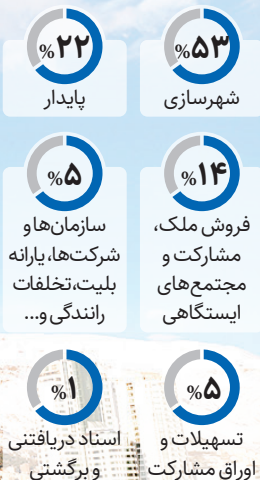 %۵۳
شهرسازی
%۲۲
پایدار
%۱۴
فروش ملک،
مشارکت و
مجتمع‌های
ایستگاهی
%۵
سازمان‌ها و
شرکت‌ها، یارانه
بلیت، تخلفات
رانندگی و...
%۵
تسهیلات و
اوراق مشارکت
%۱
اسناد دریافتنی
و برگشتی